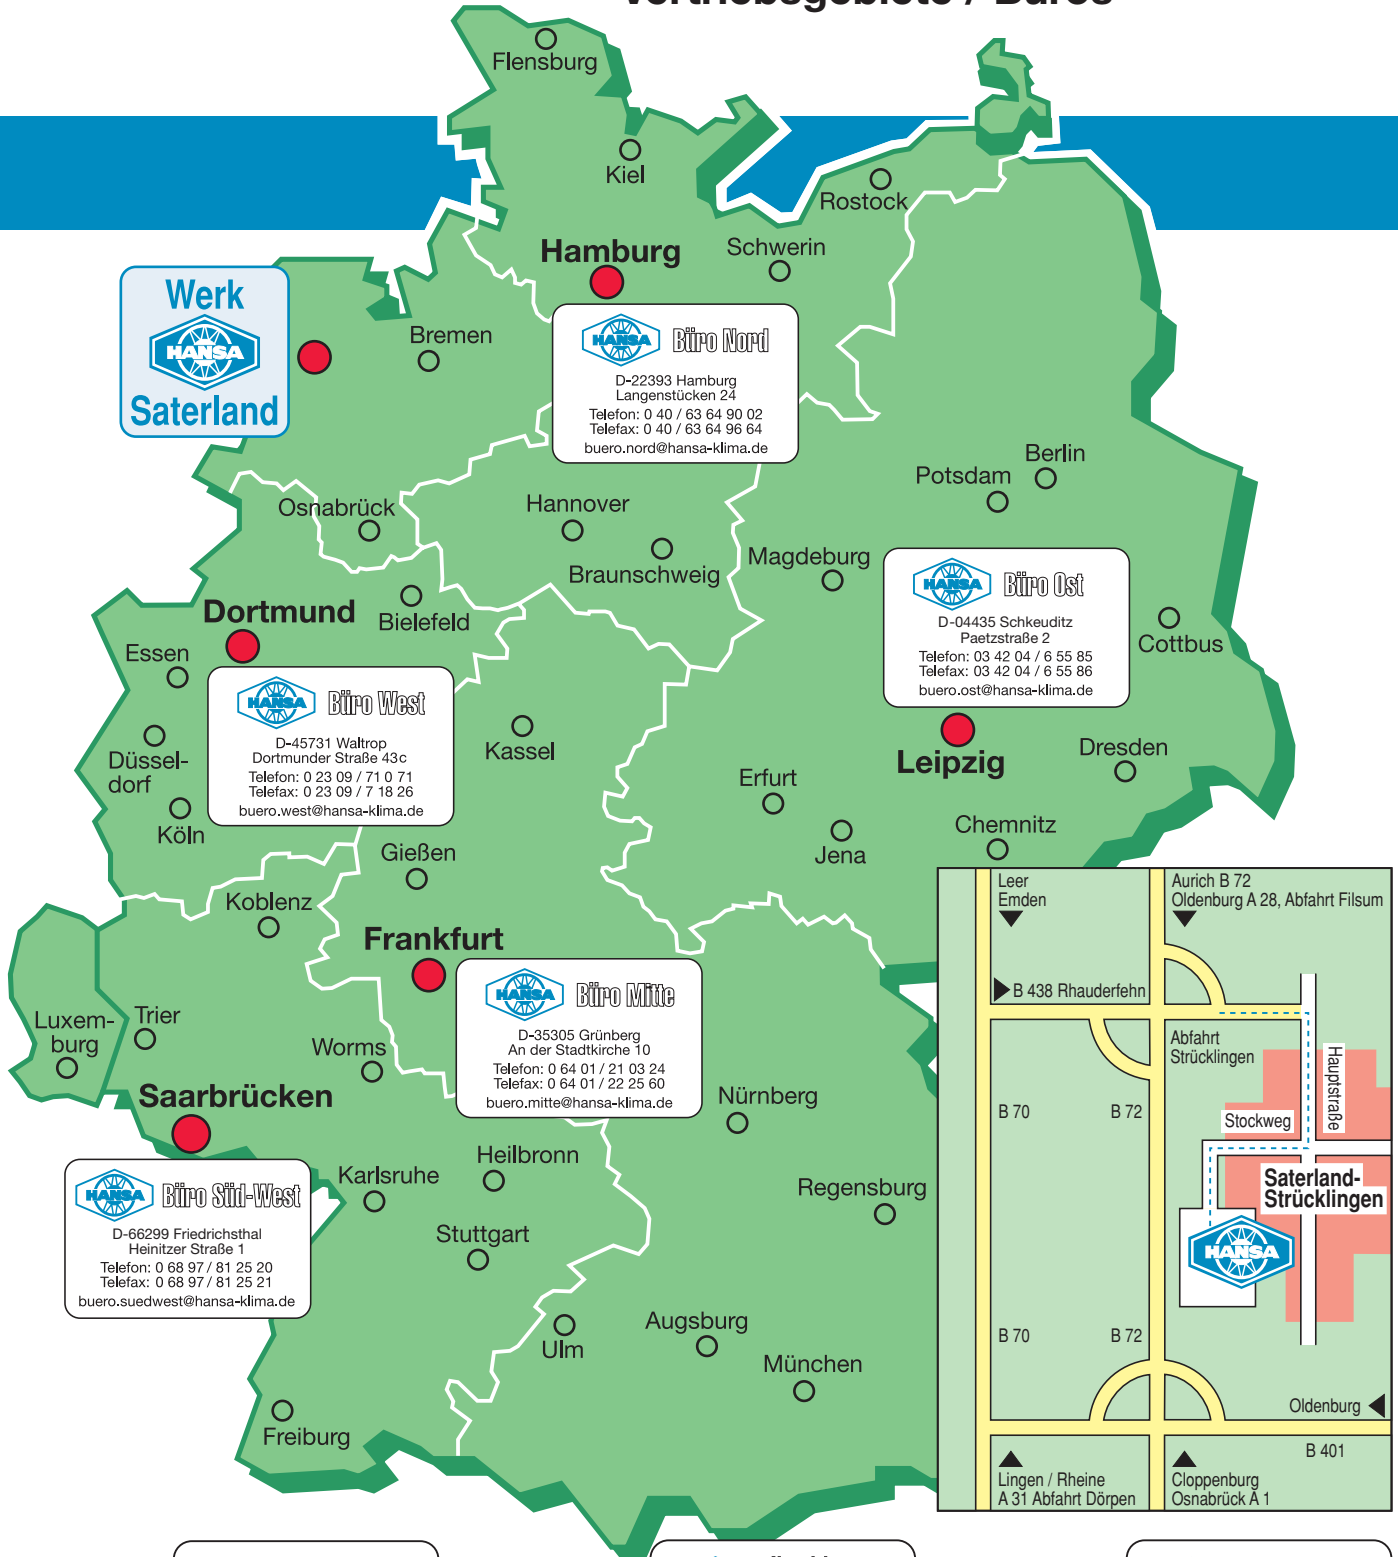 Vertriebsgebiete / Büros
Flensburg
Kiel
Rostock
Schwerin
Hamburg
Werk
HANSA
Saterland
Bremen
HANSA Büro Nord
D-22393 Hamburg
Langenstücken 24
Telefon: 0 40 / 63 64 90 02
Telefax: 0 40 / 63 64 96 64
buero.nord@hansa-klima.de
Berlin
Potsdam
Osnabrück
Hannover
Braunschweig
Magdeburg
HANSA Büro Ost
D-04435 Schkeuditz
Paetzstraße 2
Telefon: 03 42 04 / 6 55 85
Telefax: 03 42 04 / 6 55 86
buero.ost@hansa-klima.de
Cottbus
Bielefeld
Dortmund
Essen
HANSA Büro West
D-45731 Waltrop
Dortmunder Straße 43c
Telefon: 0 23 09 / 71 0 71
Telefax: 0 23 09 / 7 18 26
buero.west@hansa-klima.de
Düssel-
dorf
Köln
Kassel
Leipzig
Dresden
Erfurt
Jena
Chemnitz
Gießen
Koblenz
Frankfurt
HANSA Büro Mitte
D-35305 Grünberg
An der Stadtkirche 10
Telefon: 0 64 01 / 21 03 24
Telefax: 0 64 01 / 22 25 60
buero.mitte@hansa-klima.de
Luxem-
burg
Trier
Worms
Saarbrücken
HANSA Büro Süd-West
D-66299 Friedrichsthal
Heinitzer Straße 1
Telefon: 0 68 97 / 81 25 20
Telefax: 0 68 97 / 81 25 21
buero.suedwest@hansa-klima.de
Nürnberg
Heilbronn
Karlsruhe
Regensburg
Stuttgart
Ulm
Augsburg
München
Freiburg
Leer
Emden
Aurich B 72
Oldenburg A 28, Abfahrt Filsum
B 438 Rhauderfehn
Abfahrt
Strücklingen
Hauptstraße
B 70
B 72
Stockweg
Saterland-
Strücklingen
HANSA
B 70
B 72
Oldenburg
B 401
Lingen / Rheine
A 31 Abfahrt Dörpen
Cloppenburg
Osnabrück A 1